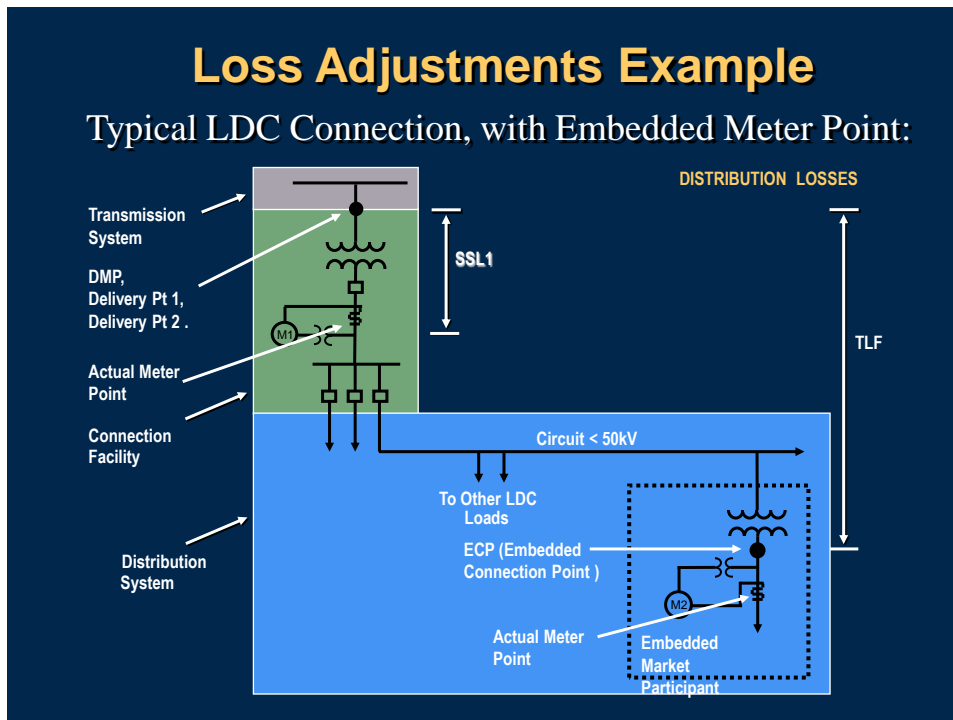 Loss Adjustments Example
Typical LDC Connection, with Embedded Meter Point:
DISTRIBUTION LOSSES
Transmission
System
DMP,
Delivery Pt 1,
Delivery Pt 2 .
SSL1
M1
TLF
Actual Meter
Point
Connection
Facility
Circuit < 50kV
To Other LDC
Loads
ECP (Embedded
Connection Point )
Distribution
System
M2
Actual Meter
Point
Embedded
Market
Participant